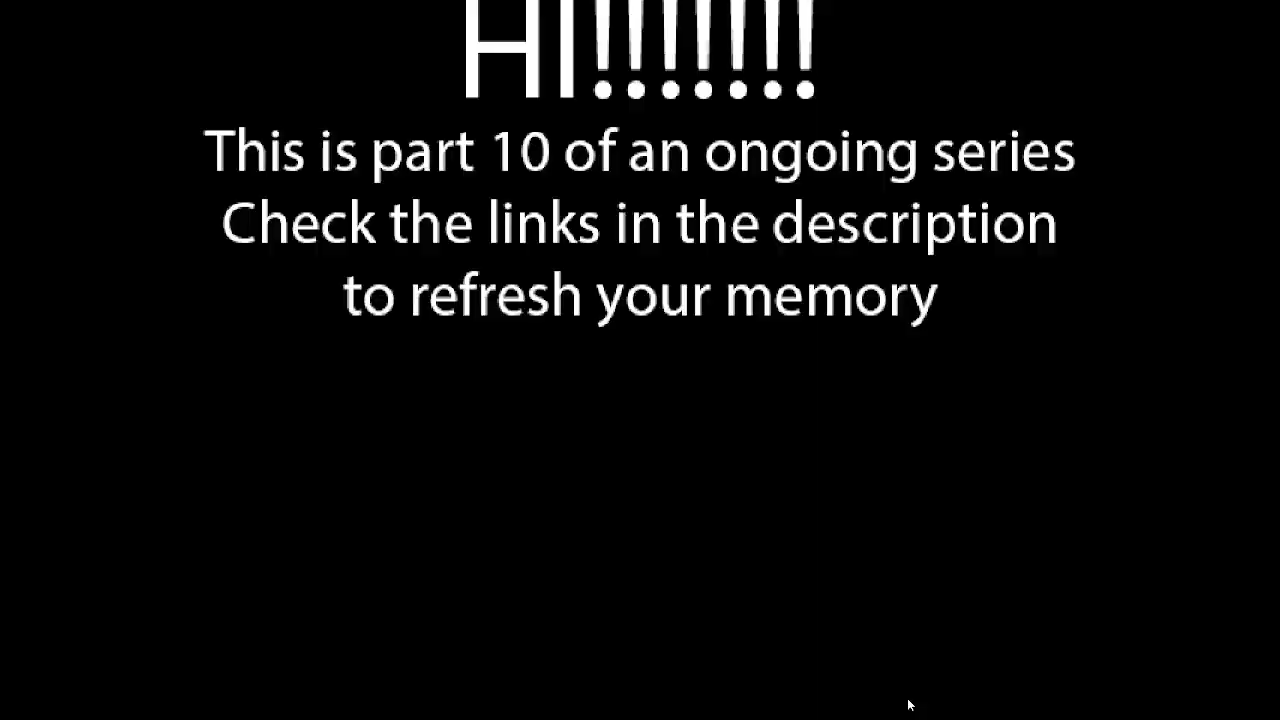 HI!!!!!!!
This is part 10 of an ongoing series
Check the links in the description
to refresh your memory